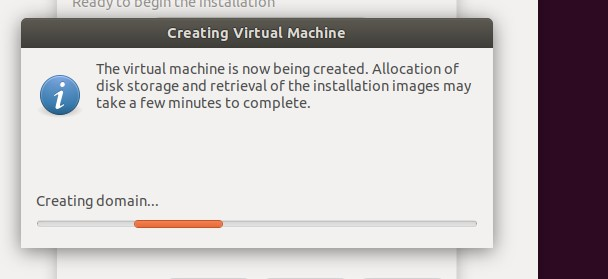 Ready to begin the installation
Creating Virtual Machine
The virtual machine is now being created. Allocation of
disk storage and retrieval of the installation images may
take a few minutes to complete.
Creating domain...